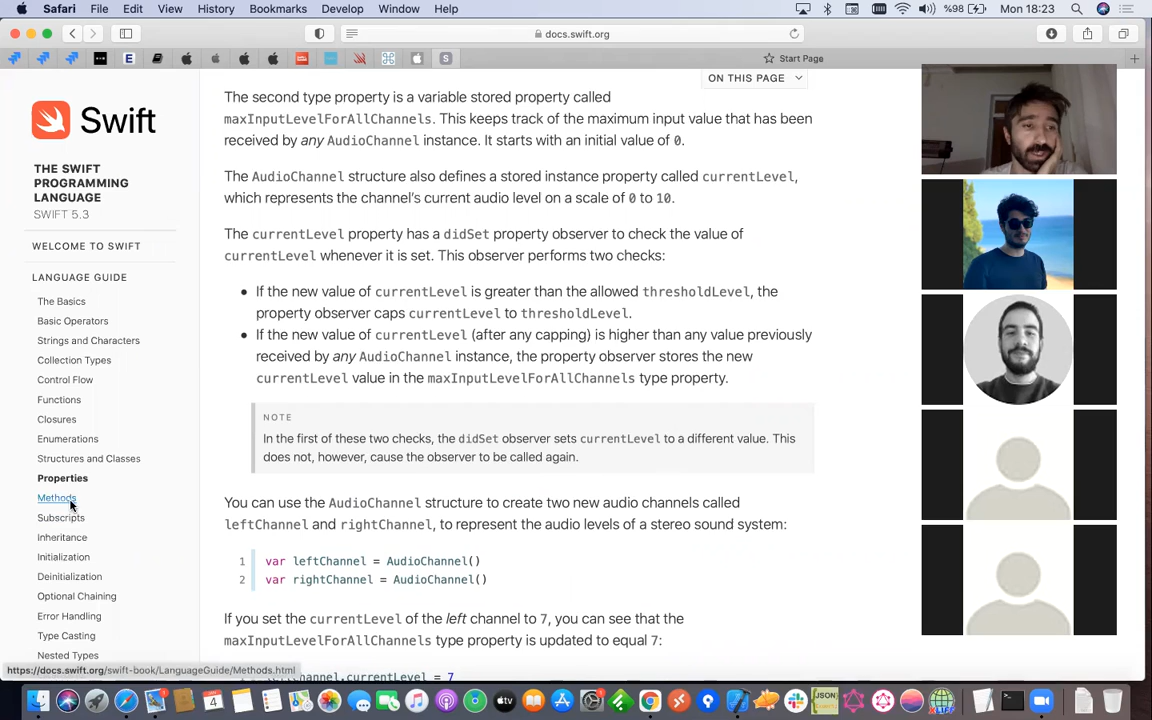 Safari File Edit View History Bookmarks Develop Window Help %98 Mon 18:23
docs.swift.org
Start Page
Swift
THE SWIFT
PROGRAMMING
LANGUAGE
SWIFT 5.3
WELCOME TO SWIFT
LANGUAGE GUIDE
The Basics
Basic Operators
Strings and Characters
Collection Types
Control Flow
Functions
Closures
Enumerations
Structures and Classes
Properties
Methods
Subscripts
Inheritance
Initialization
Deinitialization
Optional Chaining
Error Handling
Type Casting
Nested Types
https://docs.swift.org/swift-book/LanguageGuide/Methods.html
ON THIS PAGE
The second type property is a variable stored property called
maxInputLevelForAllChannels. This keeps track of the maximum input value that has been
received by any AudioChannel instance. It starts with an initial value of 0.
The AudioChannel structure also defines a stored instance property called currentLevel,
which represents the channel's current audio level on a scale of 0 to 10.
The currentLevel property has a didSet property observer to check the value of
currentLevel whenever it is set. This observer performs two checks:
• If the new value of currentLevel is greater than the allowed thresholdLevel, the
property observer caps currentLevel to thresholdLevel.
• If the new value of currentLevel (after any capping) is higher than any value previously
received by any AudioChannel instance, the property observer stores the new
currentLevel value in the maxInputLevelForAllChannels type property.
NOTE
In the first of these two checks, the didSet observer sets currentLevel to a different value. This
does not, however, cause the observer to be called again.
You can use the AudioChannel structure to create two new audio channels called
leftChannel and rightChannel, to represent the audio levels of a stereo sound system:
1 var leftChannel = AudioChannel()
2 var rightChannel = AudioChannel()
If you set the currentLevel of the left channel to 7, you can see that the
maxInputLevelForAllChannels type property is updated to equal 7:
leftChannel.currentLevel = 7